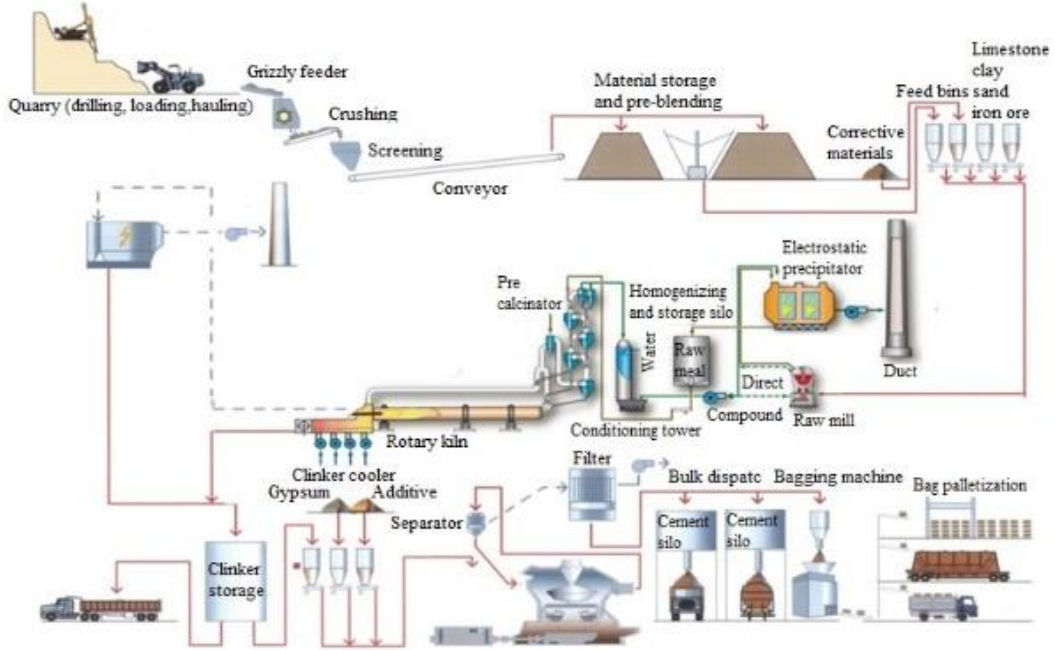 Limestone
clay
Feed bins sand
iron ore
Grizzly feeder
Material storage
and pre-blending
Quarry (drilling, loading,hauling)
Crushing
Corrective
materials
Screening
Conveyor
Electrostatic
precipitator
Pre
calcinator
Homogenizing
and storage silo
Water
Raw
meal
Duct
Direct
Compound
Raw mill
Rotary kiln
Conditioning tower
Clinker cooler
Filter
Gypsum
Additive
Bulk dispatc
Bagging machine
Bag palletization
Separator
Cement
silo
Cement
silo
Clinker
storage